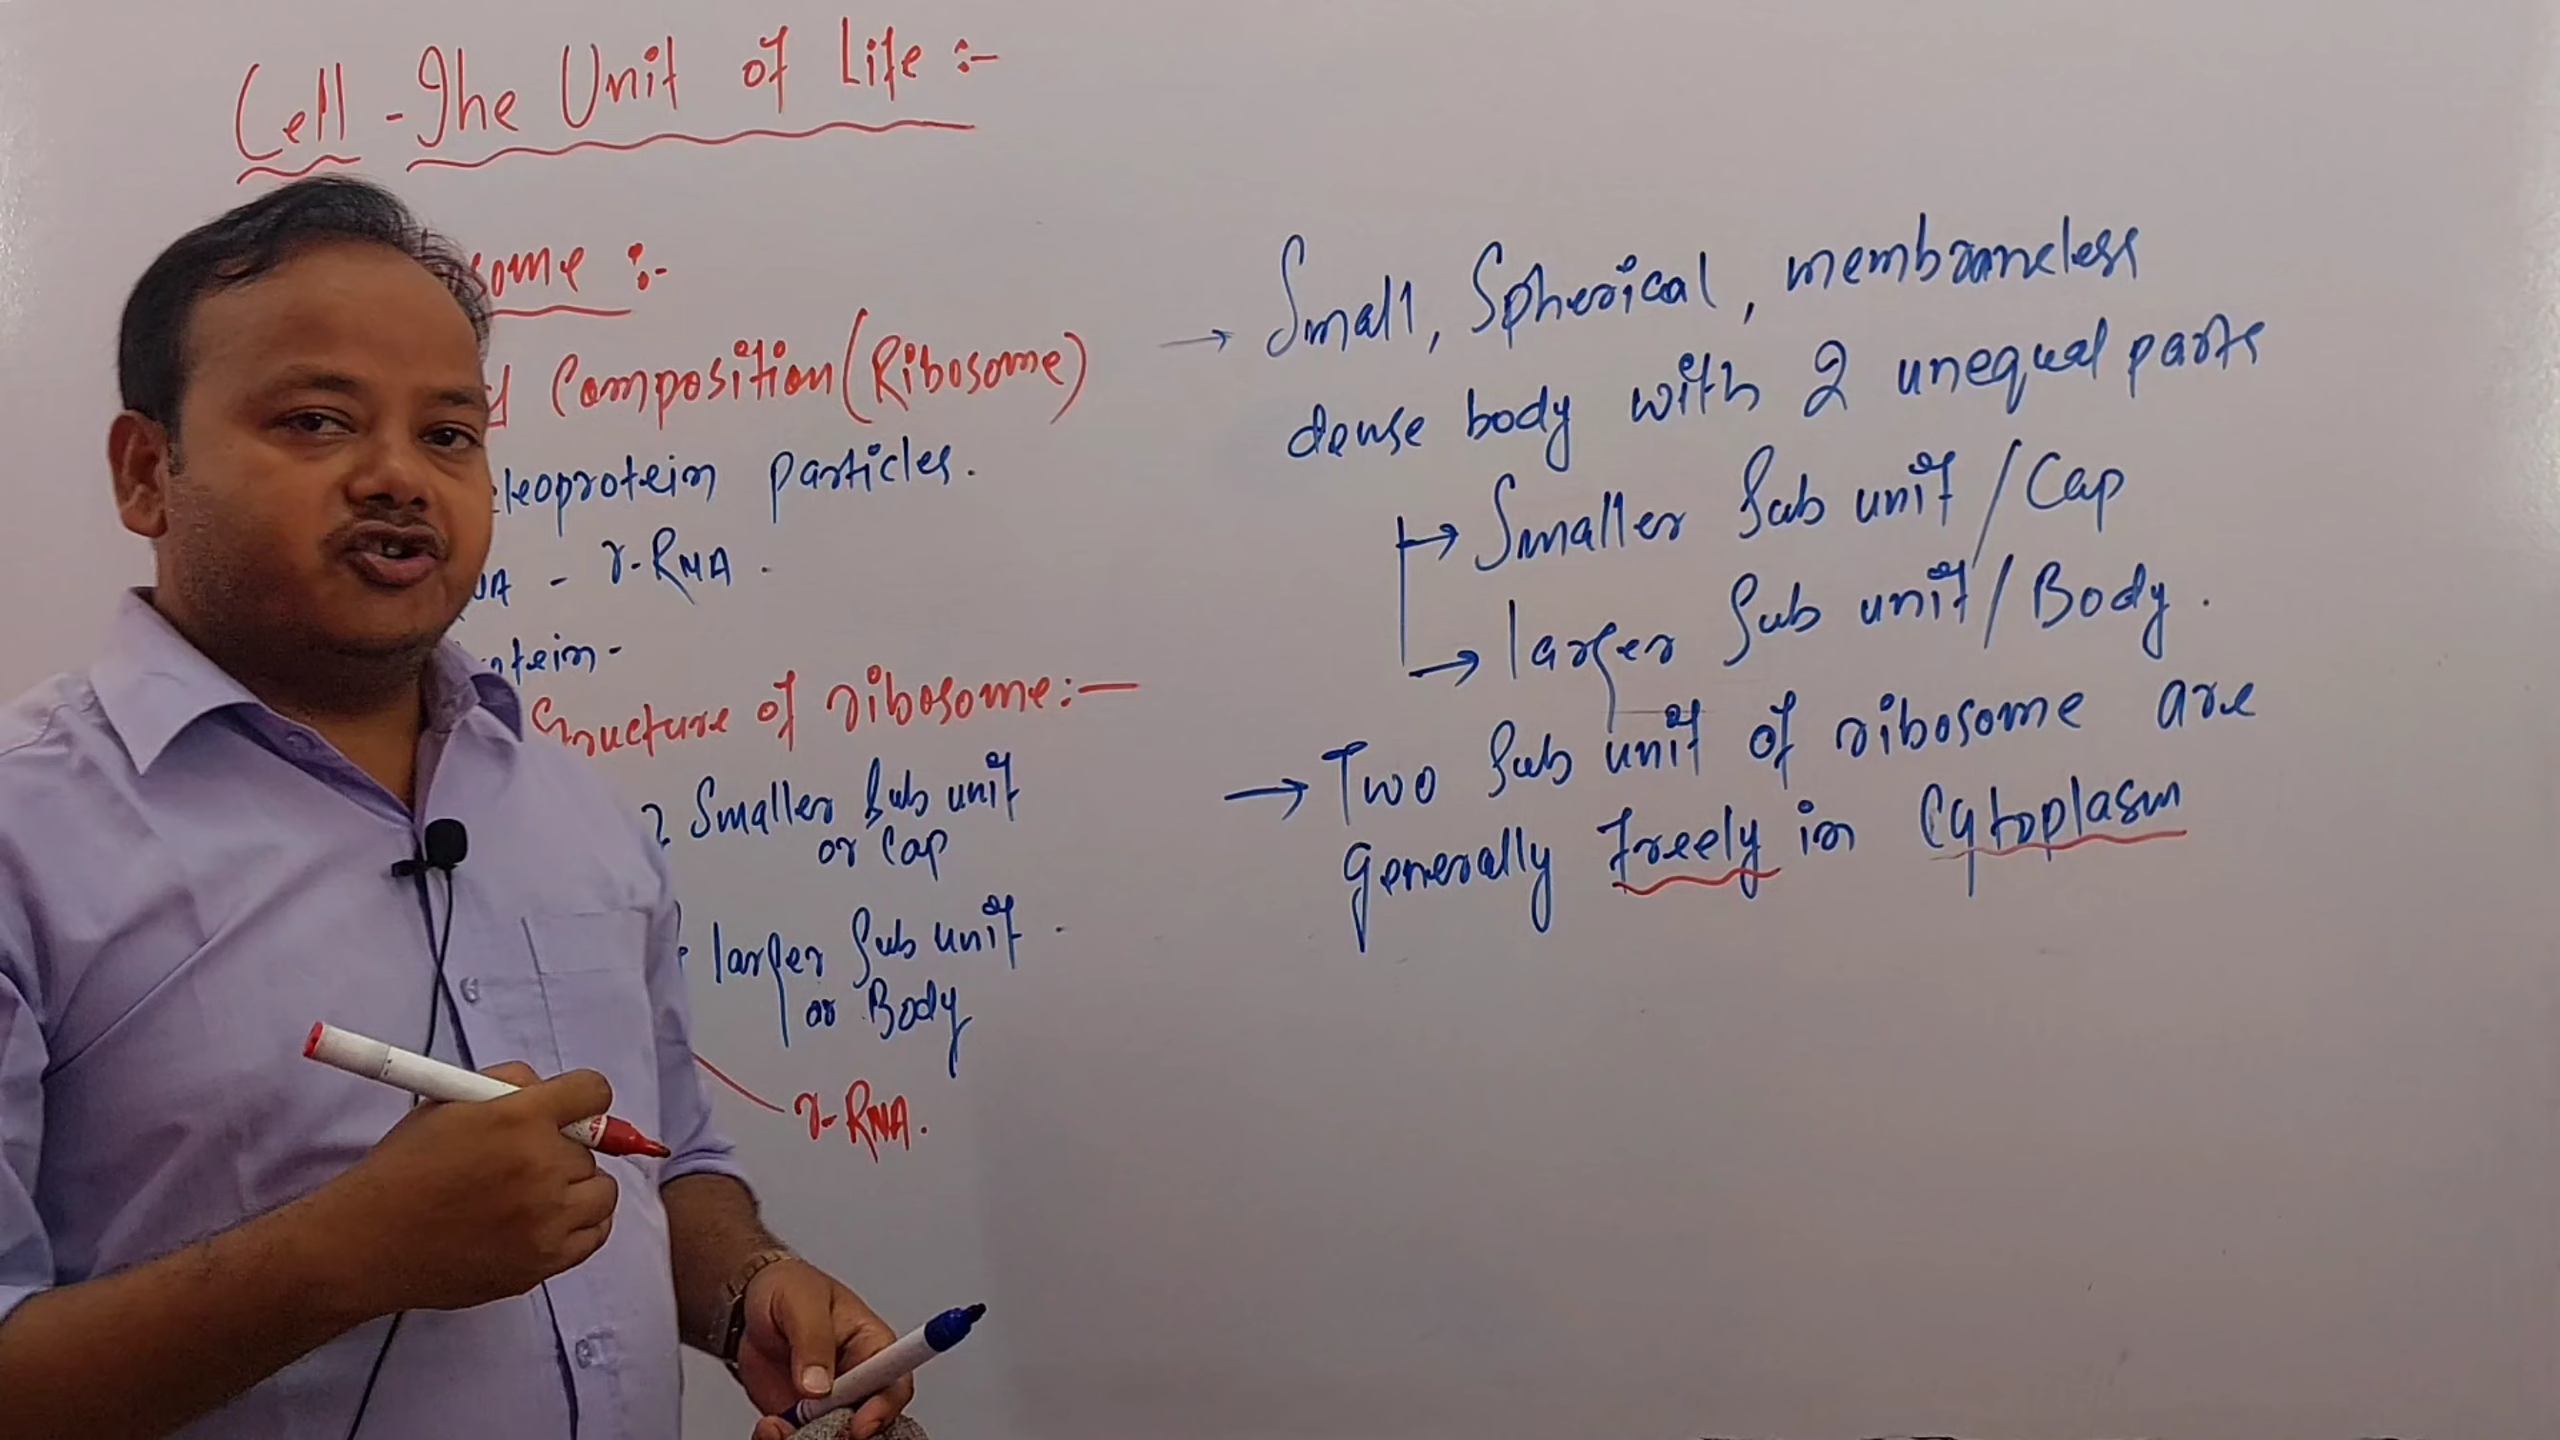 Cell - The Unit of Life :-
some :-
Composition (Ribosome)
leoprotein particles.
r-RNA.
tein -
Structure of ribosome :-
2 Smaller Sub unit
or Cap
larger Sub unit.
or Body
r-RNA.
→ Small, Spherical, membraneless
dense body with 2 unequal parts
→ Smaller Sub unit / Cap
→ larger Sub unit / Body.
→ Two Sub unit of ribosome are
generally freely in Cytoplasm